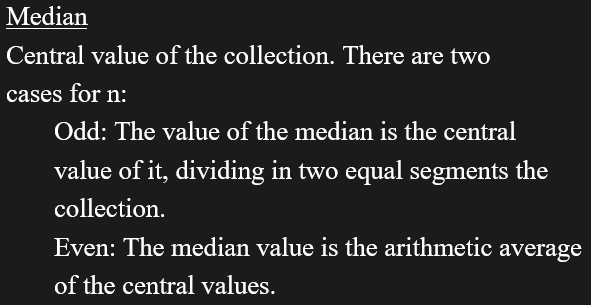 Median
Central value of the collection. There are two
cases for n:
Odd: The value of the median is the central
value of it, dividing in two equal segments the
collection.
Even: The median value is the arithmetic average
of the central values.